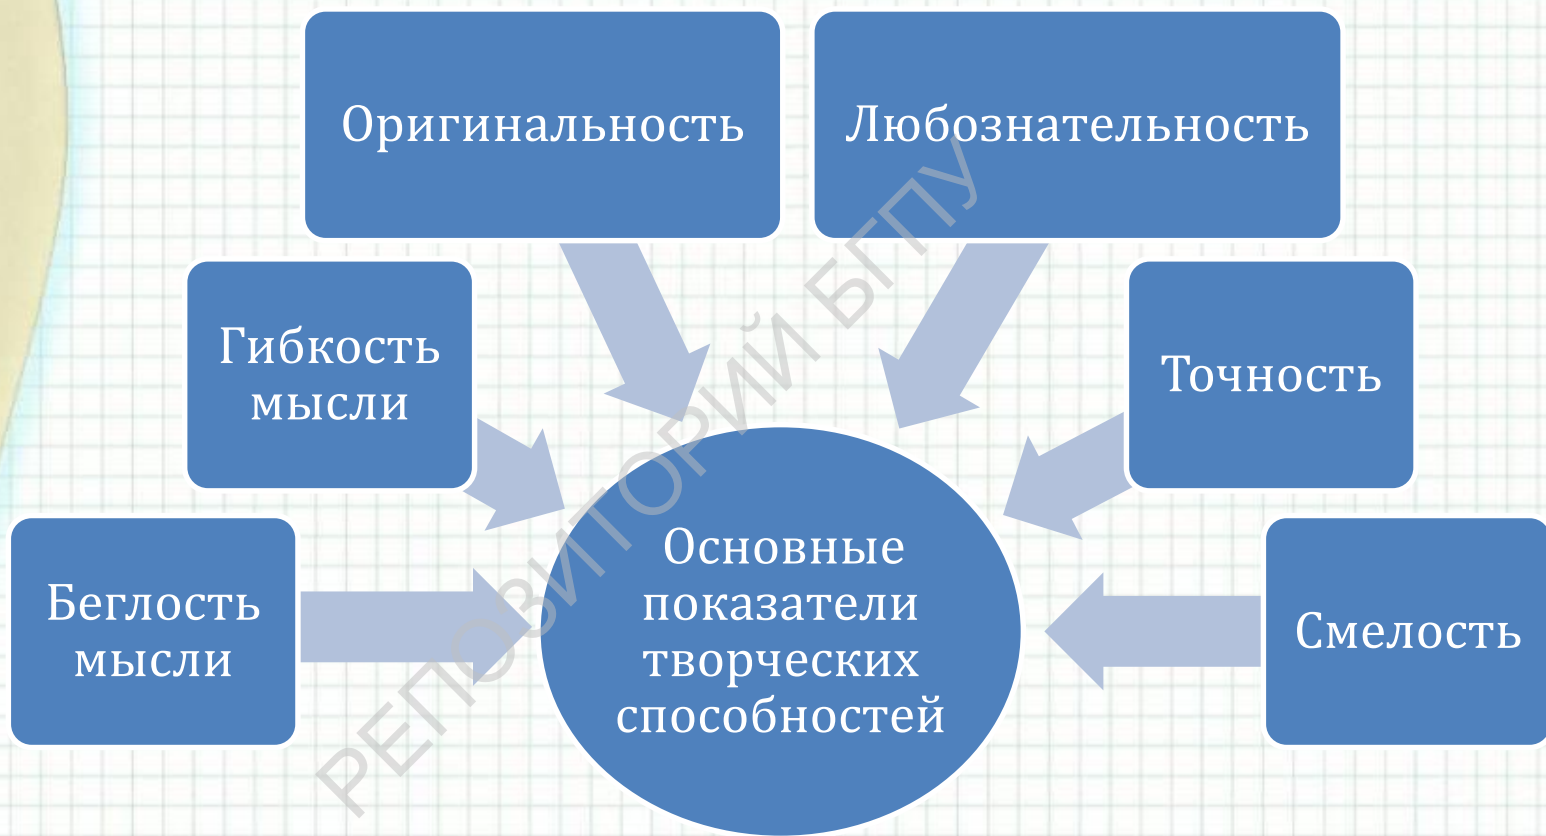 Оригинальность
Любознательность
Гибкость
мысли
Точность
Беглость
мысли
Основные
показатели
творческих
способностей
Смелость
РЕПОЗИТОРИЙ БГПУ